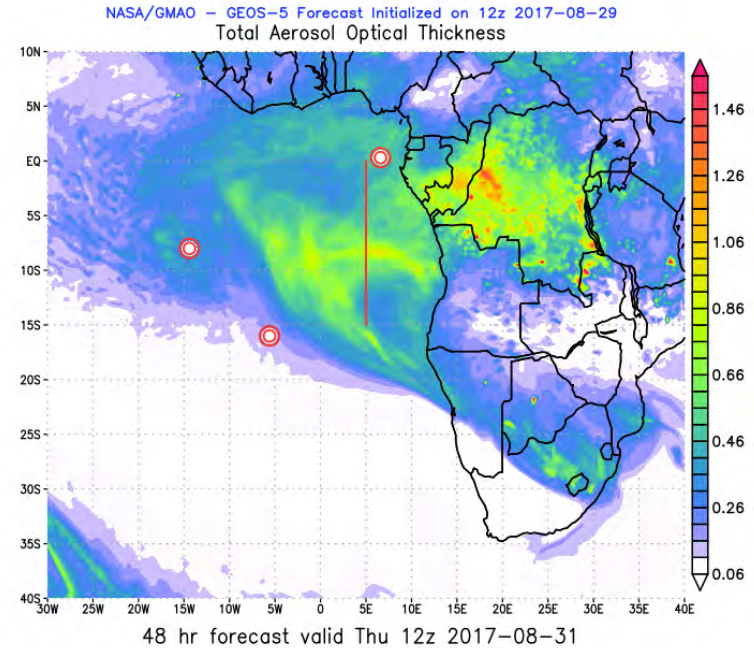 NASA/GMAO - GEOS-5 Forecast Initialized on 12z 2017-08-29
Total Aerosol Optical Thickness
10N
5N
EQ
5S
10S
15S
20S
25S
30S
35S
40S
30W 25W 20W 15W 10W 5W 0 5E 10E 15E 20E 25E 30E 35E 40E
1.46
1.26
1.06
0.86
0.66
0.46
0.26
0.06
48 hr forecast valid Thu 12z 2017-08-31